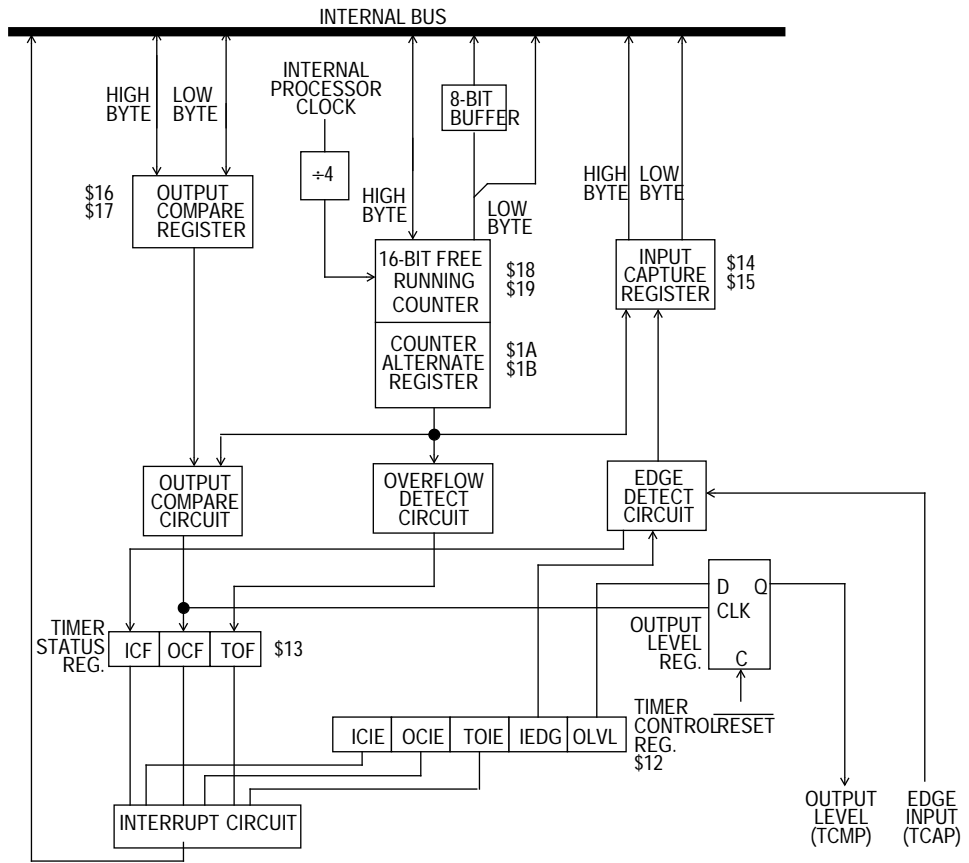 INTERNAL BUS
HIGH
BYTE
LOW
BYTE
INTERNAL
PROCESSOR
CLOCK
8-BIT
BUFFER
÷4
$16
$17
OUTPUT
COMPARE
REGISTER
HIGH
BYTE
LOW
BYTE
HIGH
BYTE
LOW
BYTE
16-BIT FREE
RUNNING
COUNTER
$18
$19
INPUT
CAPTURE
REGISTER
$14
$15
COUNTER
ALTERNATE
REGISTER
$1A
$1B
OUTPUT
COMPARE
CIRCUIT
OVERFLOW
DETECT
CIRCUIT
EDGE
DETECT
CIRCUIT
D Q
CLK
C
OUTPUT
LEVEL
REG.
TIMER
STATUS
REG.
ICF OCF TOF
$13
RESET
ICIE OCIE TOIE IEDG OLVL
TIMER
CONTROL
REG.
$12
INTERRUPT CIRCUIT
OUTPUT
LEVEL
(TCMP)
EDGE
INPUT
(TCAP)